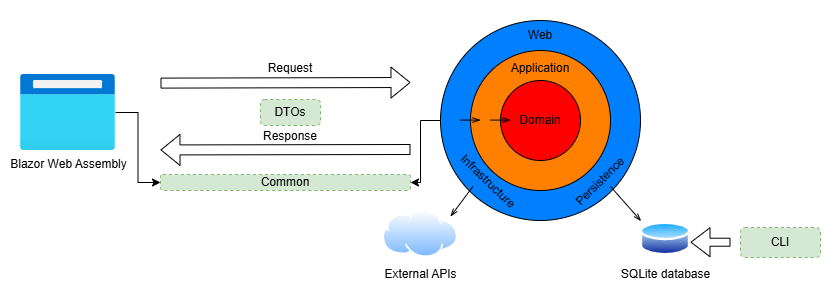 Web
Request
Application
DTOs
Domain
Response
Blazor Web Assembly
Common
Infrastructure
Persistence
CLI
External APIs
SQLite database